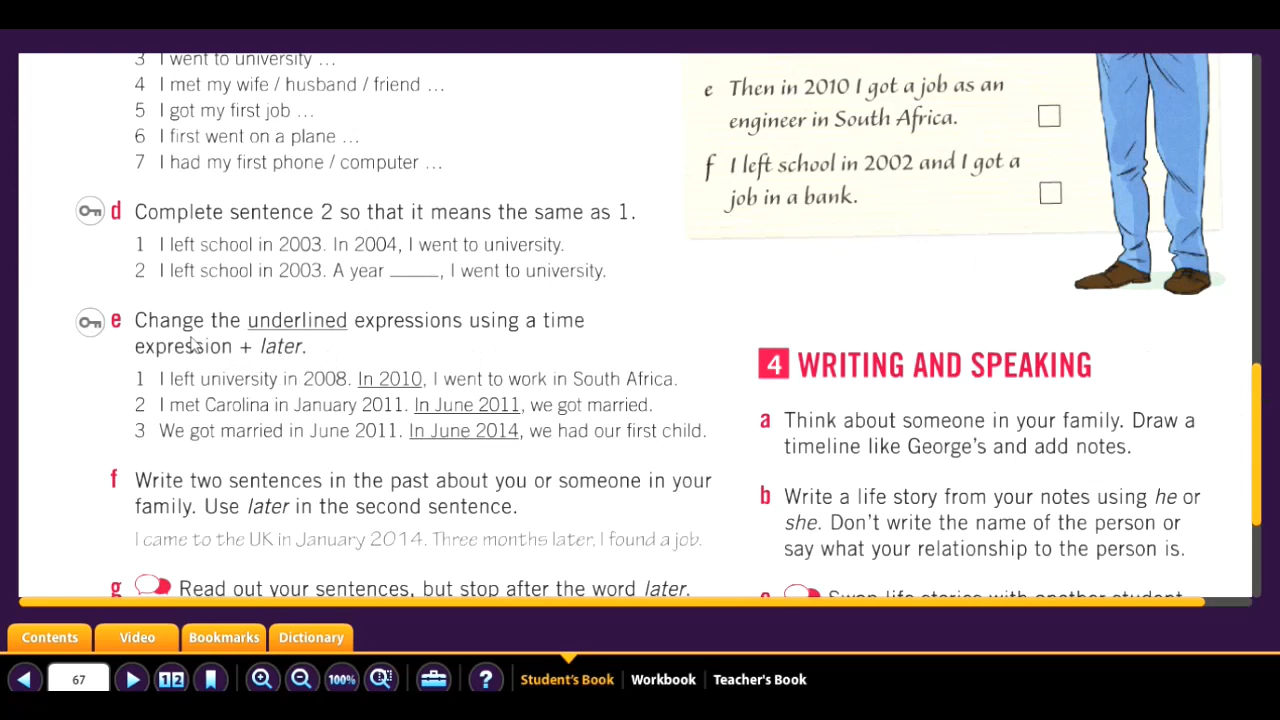 3 I went to university ...
4 I met my wife / husband / friend ...
5 I got my first job ...
6 I first went on a plane ...
7 I had my first phone / computer ...
d Complete sentence 2 so that it means the same as 1.
1 I left school in 2003. In 2004, I went to university.
2 I left school in 2003. A year _____, I went to university.
e Change the underlined expressions using a time
expression + later.
1 I left university in 2008. In 2010, I went to work in South Africa.
2 I met Carolina in January 2011. In June 2011, we got married.
3 We got married in June 2011. In June 2014, we had our first child.
f Write two sentences in the past about you or someone in your
family. Use later in the second sentence.
I came to the UK in January 2014. Three months later, I found a job.
g Read out your sentences, but stop after the word later.
e Then in 2010 I got a job as an
engineer in South Africa.
f I left school in 2002 and I got a
job in a bank.
4 WRITING AND SPEAKING
a Think about someone in your family. Draw a
timeline like George's and add notes.
b Write a life story from your notes using he or
she. Don't write the name of the person or
say what your relationship to the person is.
Swap life stories with another student
Contents Video Bookmarks Dictionary
67 1 2 100% ? Student's Book Workbook Teacher's Book